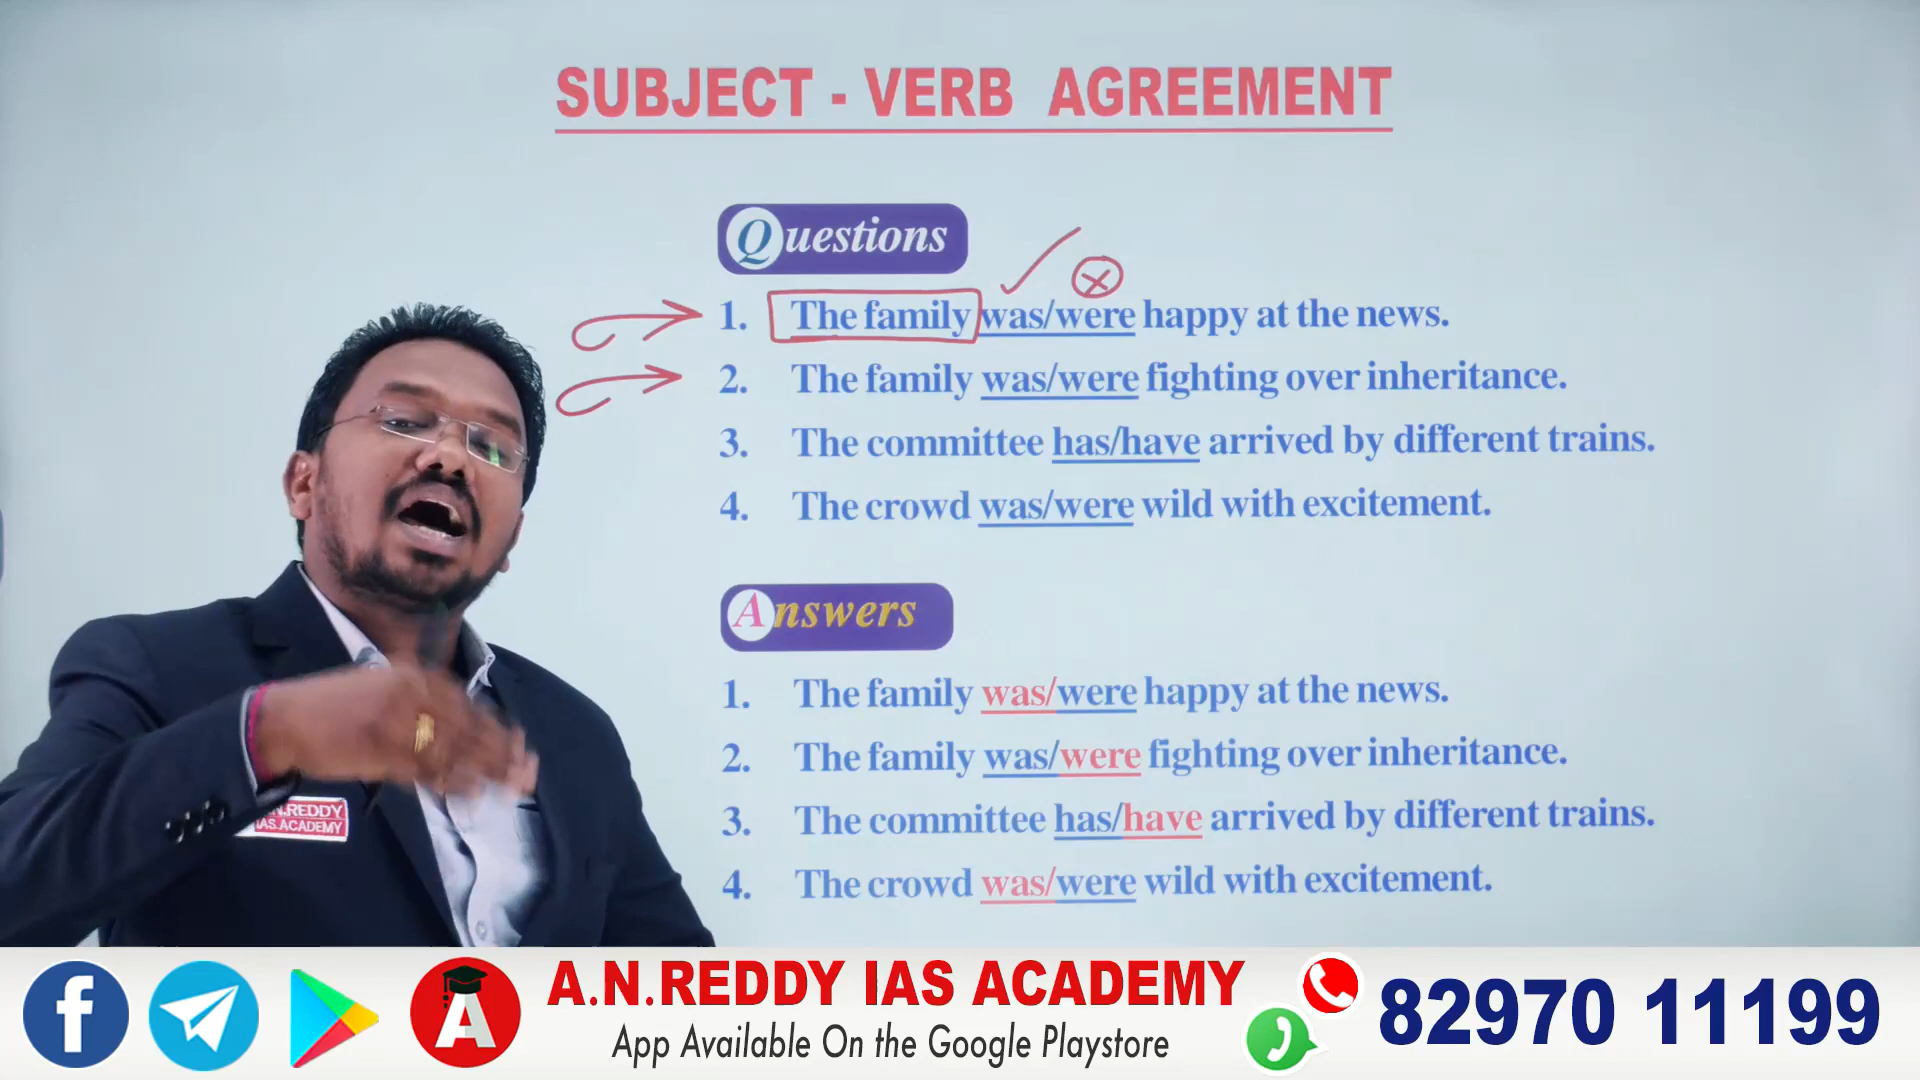 SUBJECT - VERB AGREEMENT
Questions
1. The family was/were happy at the news.
2. The family was/were fighting over inheritance.
3. The committee has/have arrived by different trains.
4. The crowd was/were wild with excitement.
Answers
1. The family was/were happy at the news.
2. The family was/were fighting over inheritance.
3. The committee has/have arrived by different trains.
4. The crowd was/were wild with excitement.
.N.REDDY
IAS.ACADEMY
A
A.N.REDDY IAS ACADEMY
App Available On the Google Playstore
82970 11199